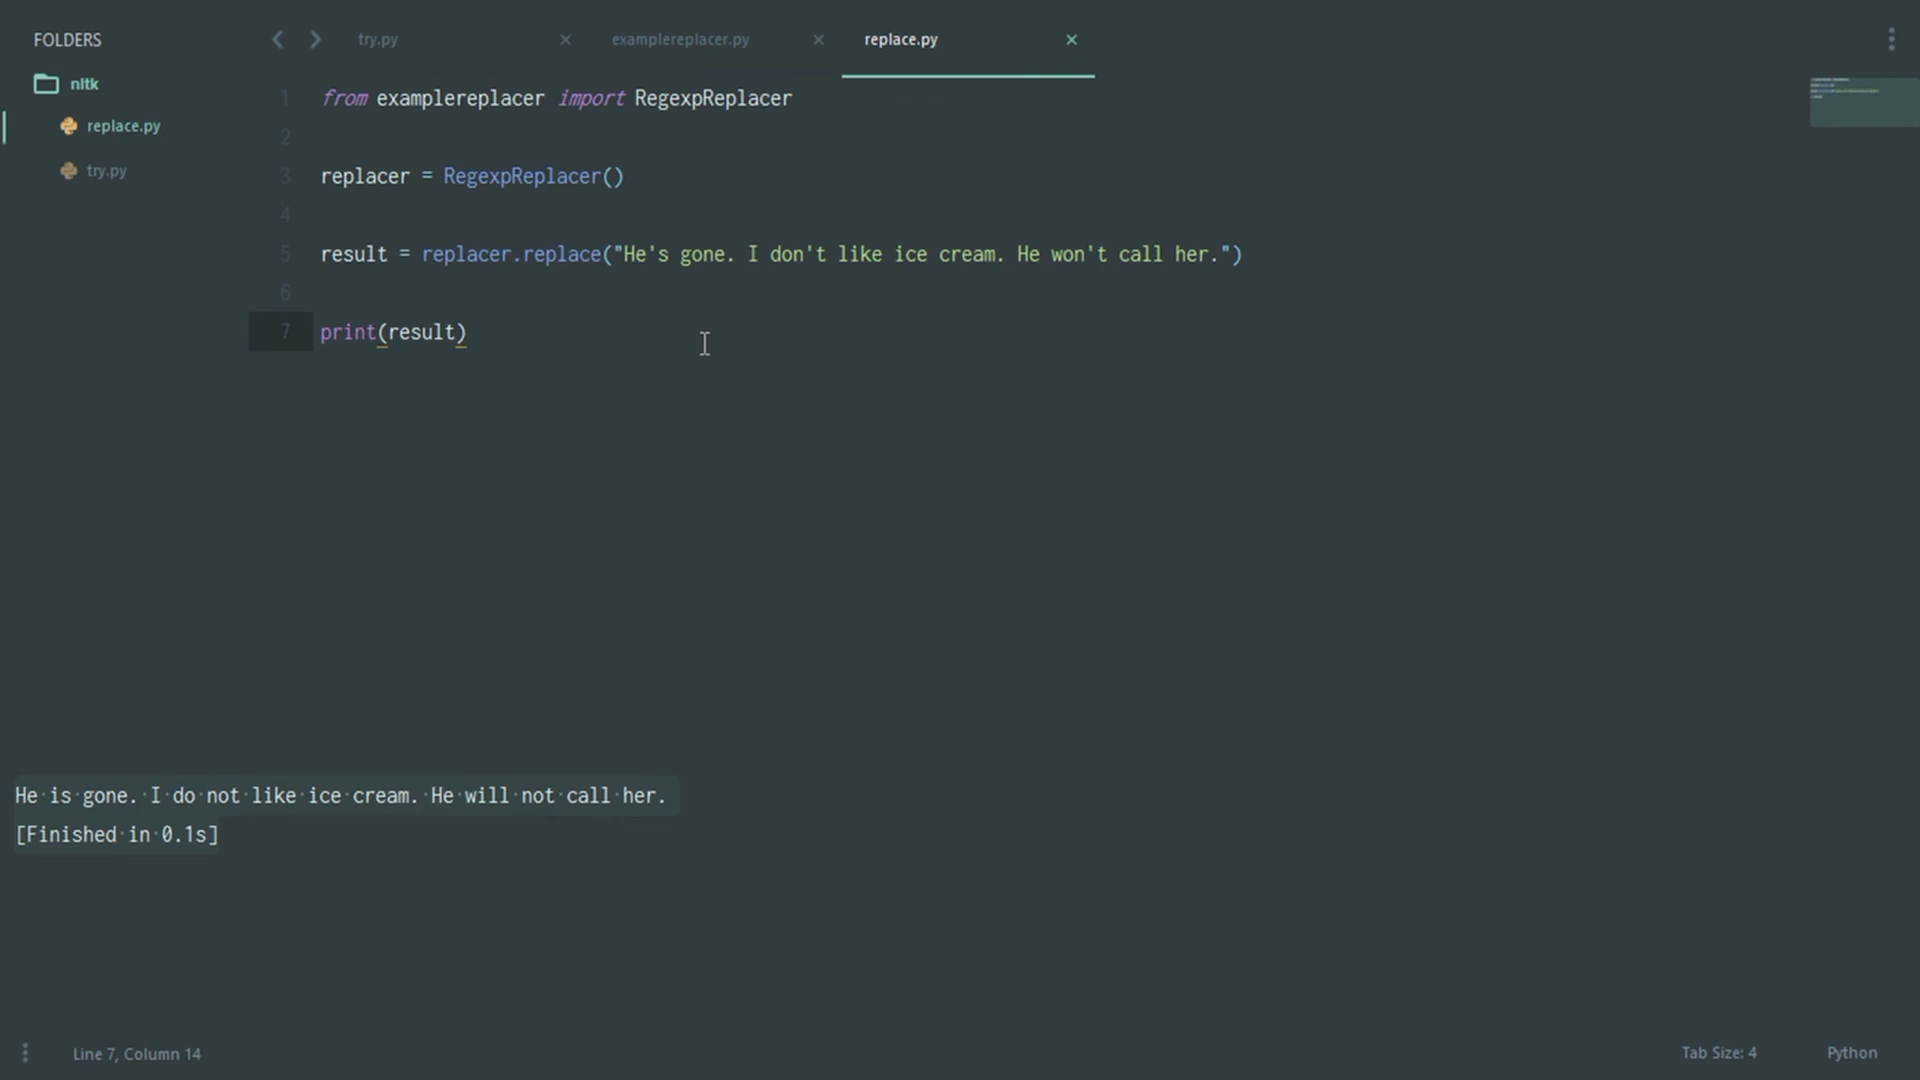 FOLDERS
nltk
replace.py
try.py
try.py
examplereplacer.py
replace.py
1 from examplereplacer import RegexpReplacer
2
3 replacer = RegexpReplacer()
4
5 result = replacer.replace("He's gone. I don't like ice cream. He won't call her.")
6
7 print(result)
He is gone. I do not like ice cream. He will not call her.
[Finished in 0.1s]
Line 7, Column 14
Tab Size: 4
Python